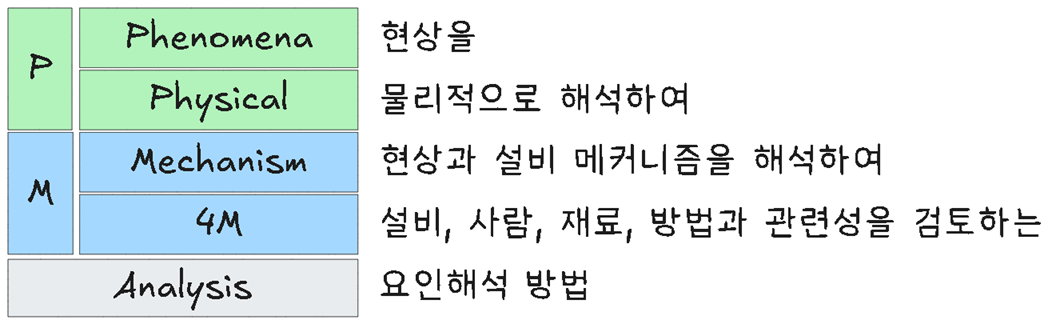 P
Phenomena 현상을
Physical 물리적으로 해석하여
M
Mechanism 현상과 설비 메커니즘을 해석하여
4M 설비, 사람, 재료, 방법과 관련성을 검토하는
Analysis 요인해석 방법